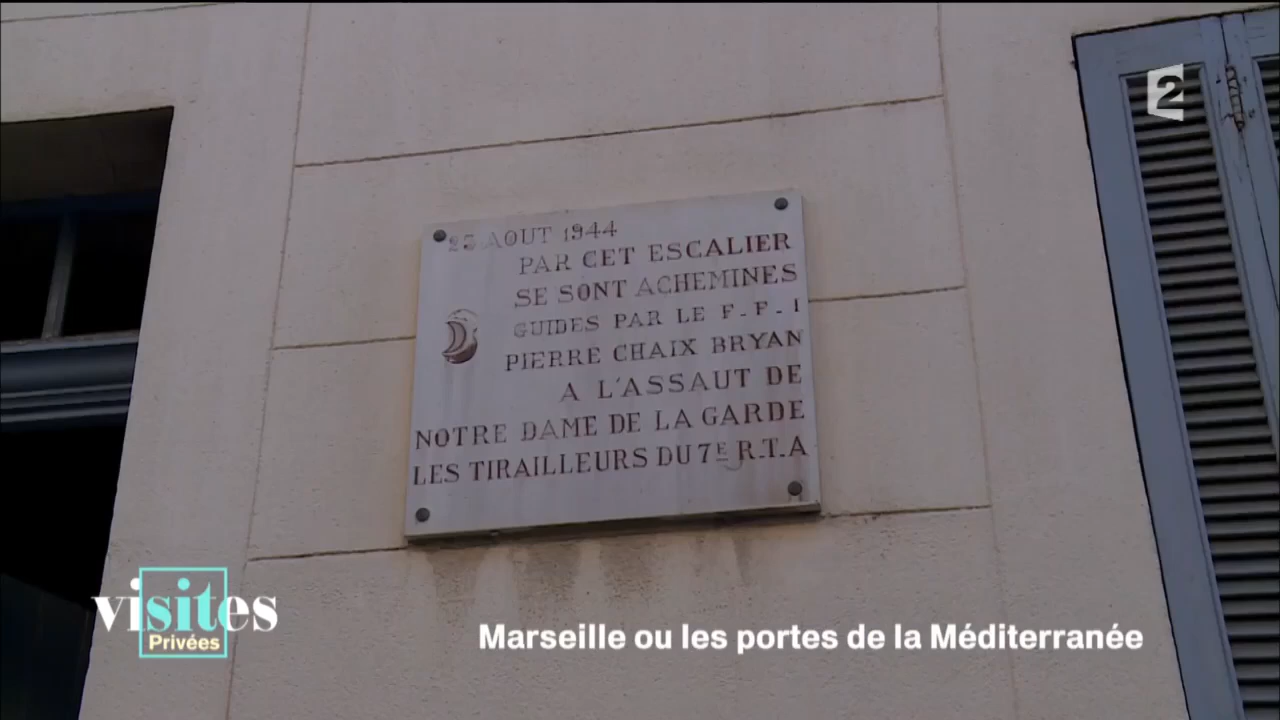 2
25 AOUT 1944
PAR CET ESCALIER
SE SONT ACHEMINES
GUIDES PAR LE F-F-I
PIERRE CHAIX BRYAN
A L'ASSAUT DE
NOTRE DAME DE LA GARDE
LES TIRAILLEURS DU 7E R.T.A
visites
Privées
Marseille ou les portes de la Méditerranée